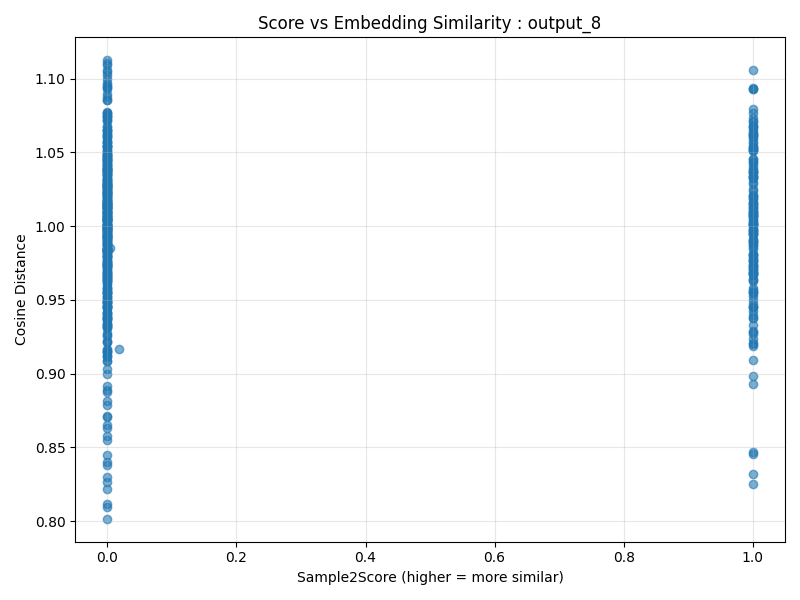 Score vs Embedding Similarity : output_8
1.10
1.05
1.00
0.95
0.90
0.85
0.80
Cosine Distance
0.0 0.2 0.4 0.6 0.8 1.0
Sample2Score (higher = more similar)